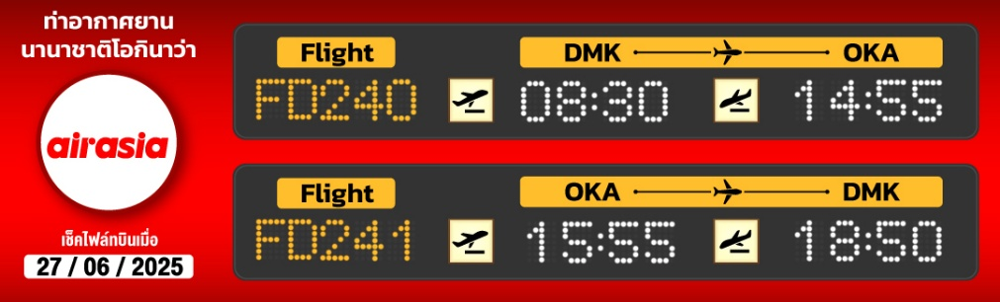 ท่าอากาศยาน
นานาชาติโอกินาว่า
airasia
เช็คไฟล์ทบินเมื่อ
27 / 06 / 2025
Flight
DMK OKA
FD240 08:30 14:55
Flight
OKA DMK
FD241 15:55 18:50